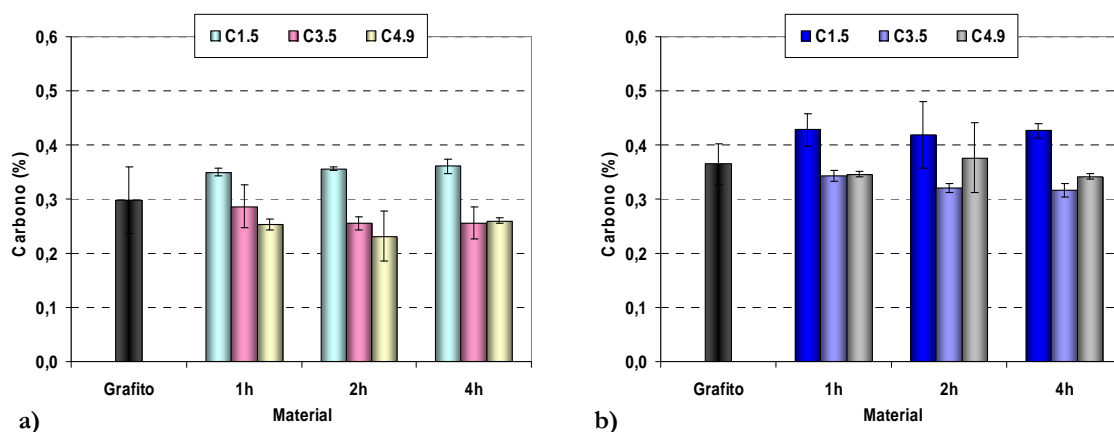 C1.5 C3.5 C4.9
0,6
0,5
0,4
0,3
0,2
0,1
0,0
Carbono (%)
Grafito 1h 2h 4h
Material
a)
C1.5 C3.5 C4.9
0,6
0,5
0,4
0,3
0,2
0,1
0,0
Carbono (%)
Grafito 1h 2h 4h
Material
b)